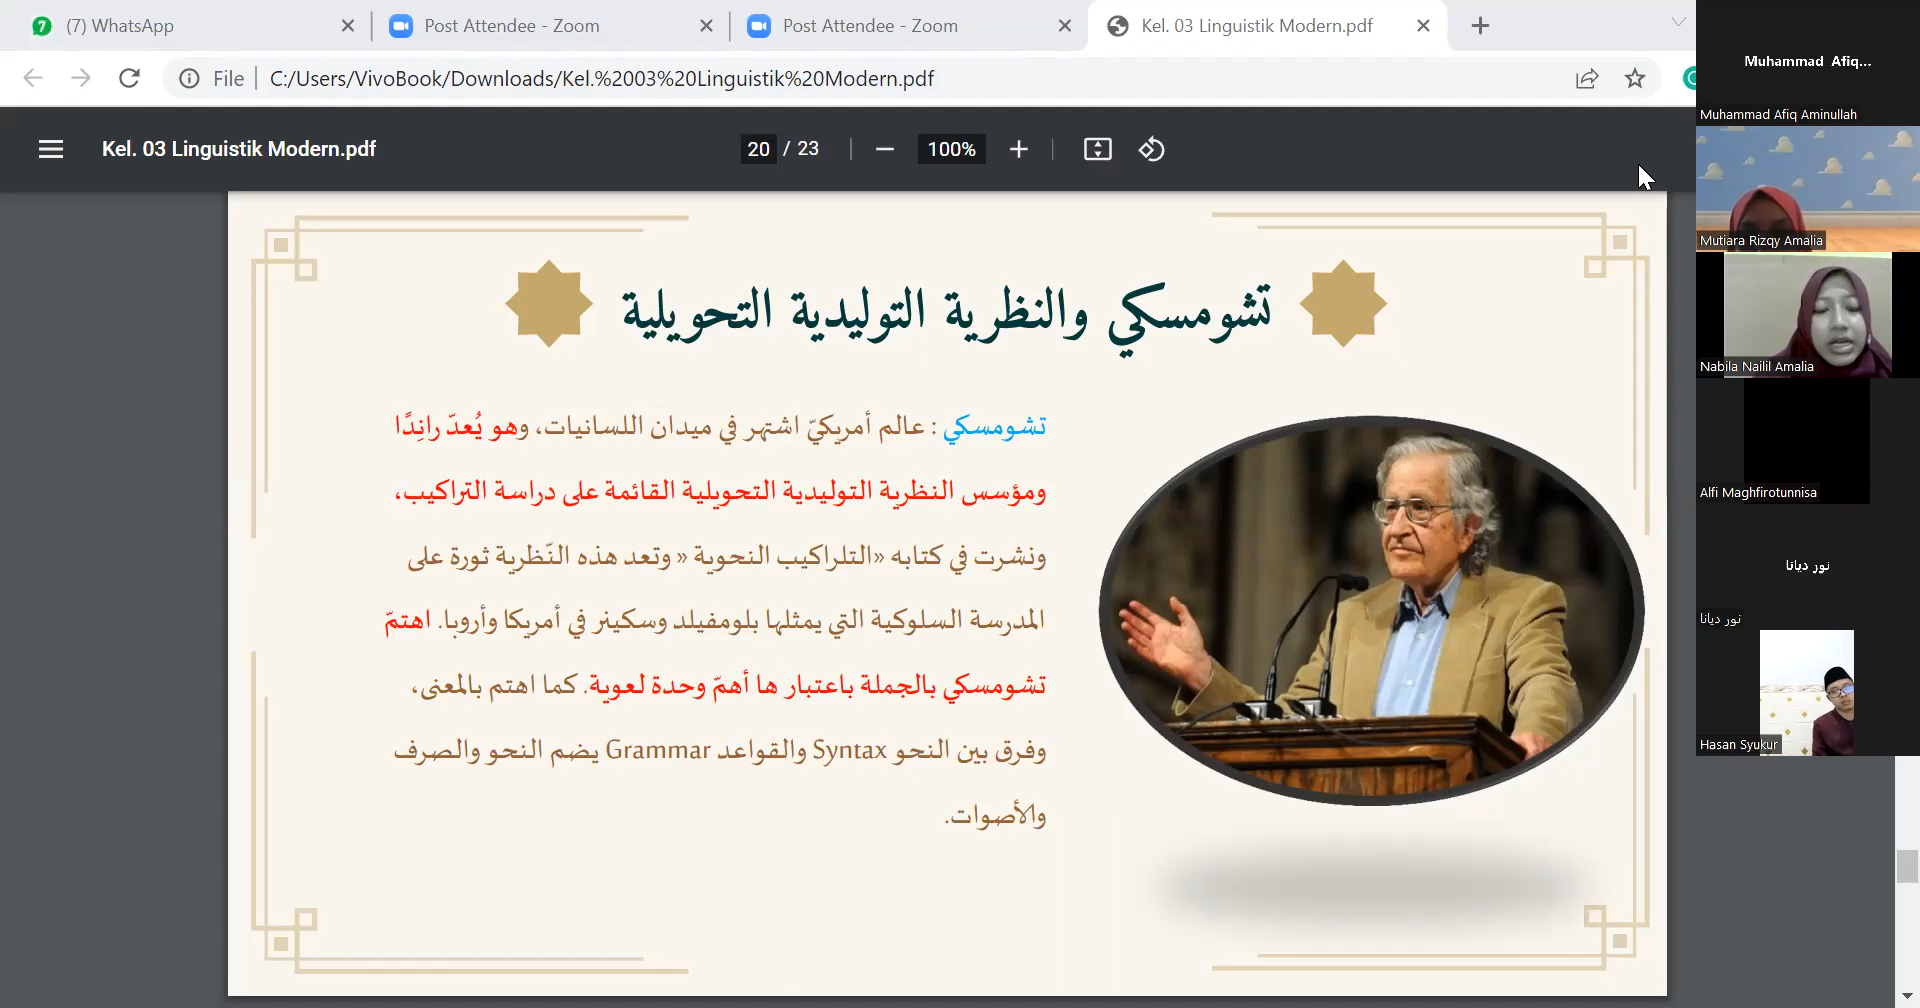 (7) WhatsApp
Post Attendee - Zoom
Post Attendee - Zoom
Kel. 03 Linguistik Modern.pdf
File
C:/Users/VivoBook/Downloads/Kel.%2003%20Linguistik%20Modern.pdf
Kel. 03 Linguistik Modern.pdf
20 / 23
100%
تشومسكي والنظرية التوليدية التحويلية
تشومسكي : عالم أمريكيّ اشتهر في ميدان اللسانيات، وهو يُعدّ رانِدًا
ومؤسس النظرية التوليدية التحويلية القائمة على دراسة التراكيب،
ونشرت في كتابه «التلراكيب النحوية « وتعد هذه النّظرية ثورة على
المدرسة السلوكية التي يمثلها بلومفيلد وسكينر في أمريكا وأروبا. اهتمّ
تشومسكي بالجملة باعتبار ها أهمّ وحدة لعوية. كما اهتم بالمعنى،
وفرق بين النحو Syntax والقواعد Grammar يضم النحو والصرف
والأصوات.
Muhammad Afiq...
Muhammad Afiq Aminullah
Mutiara Rizqy Amalia
Nabila Nailil Amalia
Alfi Maghfirotunnisa
نور ديانا
نور ديانا
Hasan Syukur